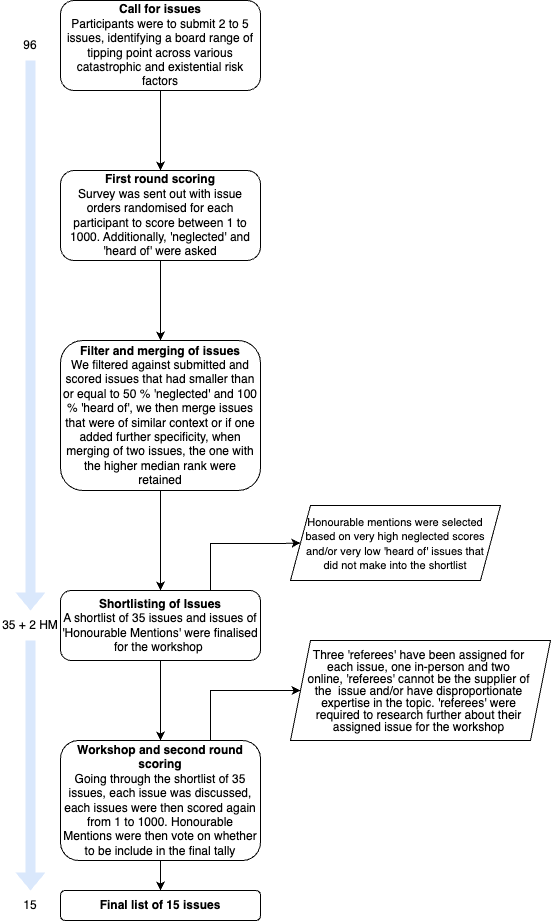 Call for issues
Participants were to submit 2 to 5
issues, identifying a board range of
tipping point across various
catastrophic and existential risk
factors
96
First round scoring
Survey was sent out with issue
orders randomised for each
participant to score between 1 to
1000. Additionally, 'neglected' and
'heard of' were asked
Filter and merging of issues
We filtered against submitted and
scored issues that had smaller than
or equal to 50 % 'neglected' and 100
% 'heard of', we then merge issues
that were of similar context or if one
added further specificity, when
merging of two issues, the one with
the higher median rank were
retained
Honourable mentions were selected
based on very high neglected scores
and/or very low 'heard of' issues that
did not make into the shortlist
35 + 2 HM
Shortlisting of Issues
A shortlist of 35 issues and issues of
'Honourable Mentions' were finalised
for the workshop
Three 'referees' have been assigned for
each issue, one in-person and two
online, 'referees' cannot be the supplier
of the issue and/or have disproportionate
expertise in the topic. 'referees' were
required to research further about their
assigned issue for the workshop
Workshop and second round
scoring
Going through the shortlist of 35
issues, each issue was discussed,
each issues were then scored again
from 1 to 1000. Honourable
Mentions were then vote on whether
to be include in the final tally
15
Final list of 15 issues